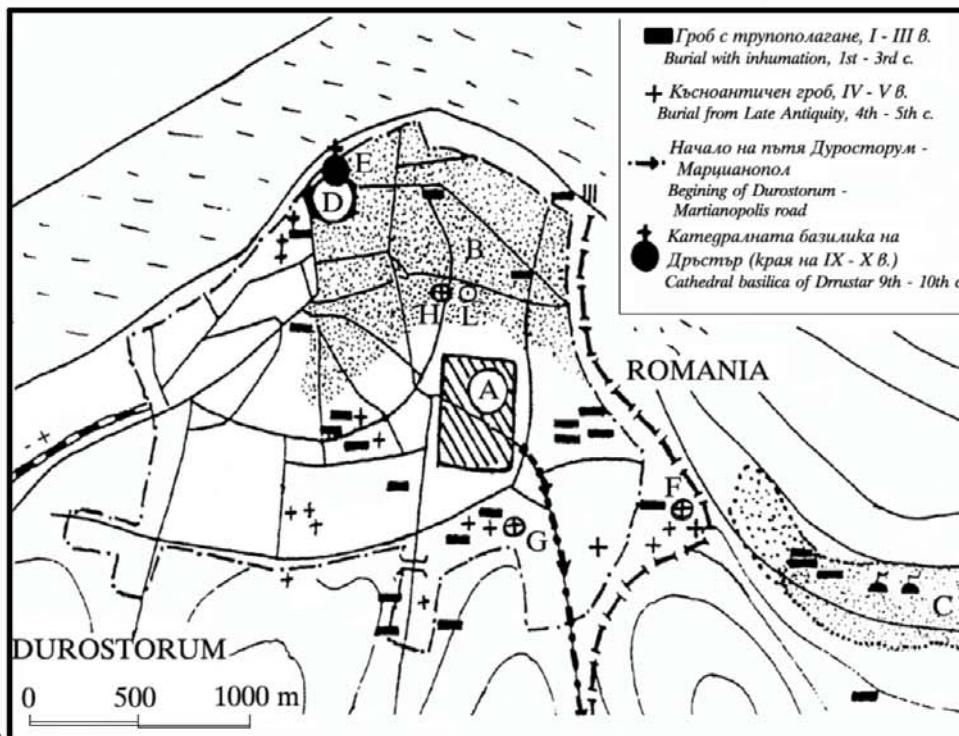 Гроб с трупополагане, I - III в.
Burial with inhumation, 1st - 3rd c.
Късноантичен гроб, IV - V в.
Burial from Late Antiquity, 4th - 5th c.
Начало на пътя Дуросторум -
Марцианопол
Begining of Durostorum -
Martianopolis road
Катедралната базилика на
Дръстър (края на IX - X в.)
Cathedral basilica of Drrustar 9th - 10th c
E
D
B
H
L
A
ROMANIA
F
G
C
DUROSTORUM
0 500 1000 m